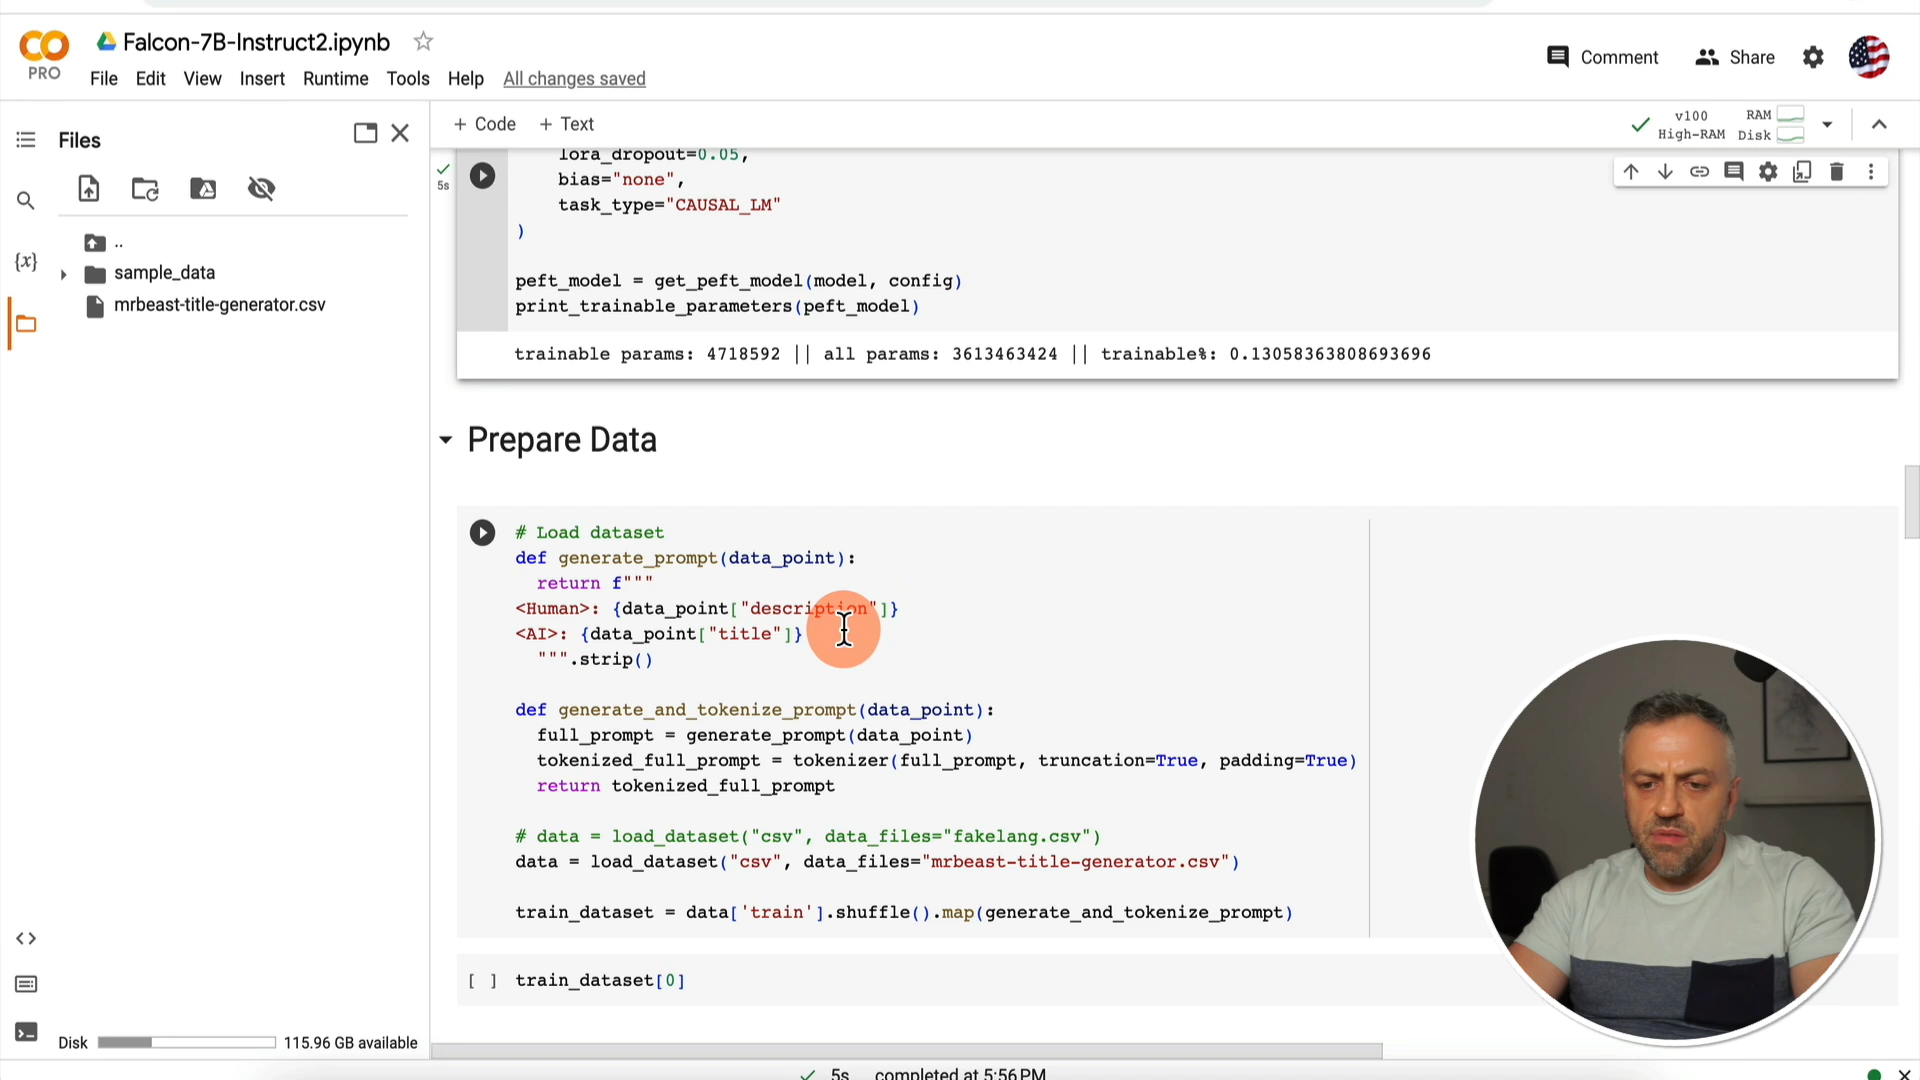 Falcon-7B-Instruct2.ipynb
PRO
File Edit View Insert Runtime Tools Help All changes saved
Comment Share
Files
+ Code + Text
v100 High-RAM RAM Disk
5s
{x}
..
sample_data
mrbeast-title-generator.csv
lora_dropout=0.05,
bias="none",
task_type="CAUSAL_LM"
)
peft_model = get_peft_model(model, config)
print_trainable_parameters(peft_model)
trainable params: 4718592 || all params: 3613463424 || trainable%: 0.13058363808693696
Prepare Data
# Load dataset
def generate_prompt(data_point):
return f"""
<Human>: {data_point["description"]}
<AI>: {data_point["title"]}
""".strip()
def generate_and_tokenize_prompt(data_point):
full_prompt = generate_prompt(data_point)
tokenized_full_prompt = tokenizer(full_prompt, truncation=True, padding=True)
return tokenized_full_prompt
# data = load_dataset("csv", data_files="fakelang.csv")
data = load_dataset("csv", data_files="mrbeast-title-generator.csv")
train_dataset = data['train'].shuffle().map(generate_and_tokenize_prompt)
[ ] train_dataset[0]
Disk 115.96 GB available
5s completed at 5:56 PM